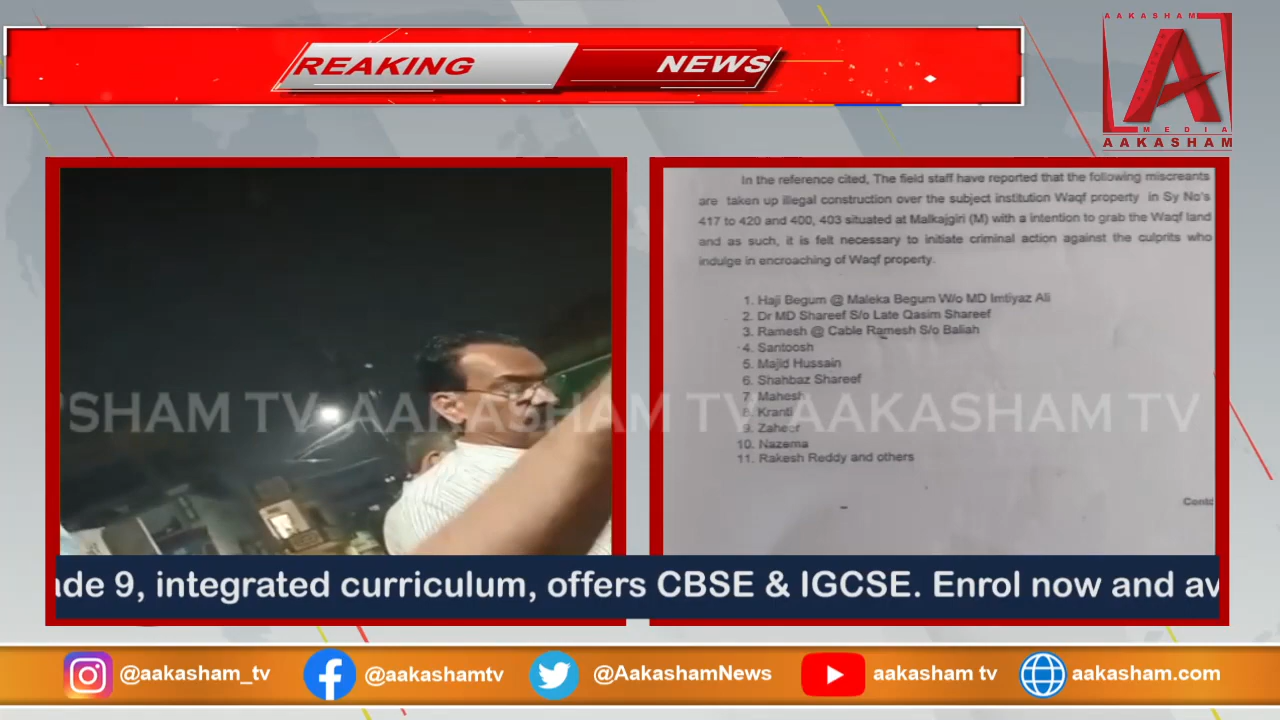 AAKASHAM
REAKING NEWS
MEDIA
AAKASHAM
In the reference cited, The field staff have reported that the following miscreants
are taken up illegal construction over the subject institution Waqf property in Sy No's
417 to 420 and 400, 403 situated at Malkajgiri (M) with a intention to grab the Waqf land
and as such, it is felt necessary to initiate criminal action against the culprits who
indulge in encroaching of Waqf property.
1. Haji Begum @ Maleka Begum W/o MD Imtiyaz Ali
2. Dr MD Shareef S/o Late Qasim Shareef
3. Ramesh @ Cable Ramesh S/o Baliah
4. Santoosh
5. Majid Hussain
6. Shahbaz Shareef
7. Mahesh
8. Kranti
9. Zaheer
10. Nazema
11. Rakesh Reddy and others
Contd
SHAM TV AAKASHAM TV AAKASHAM TV
ade 9, integrated curriculum, offers CBSE & IGCSE. Enrol now and av
@aakasham_tv @aakashamtv @AakashamNews aakasham tv aakasham.com